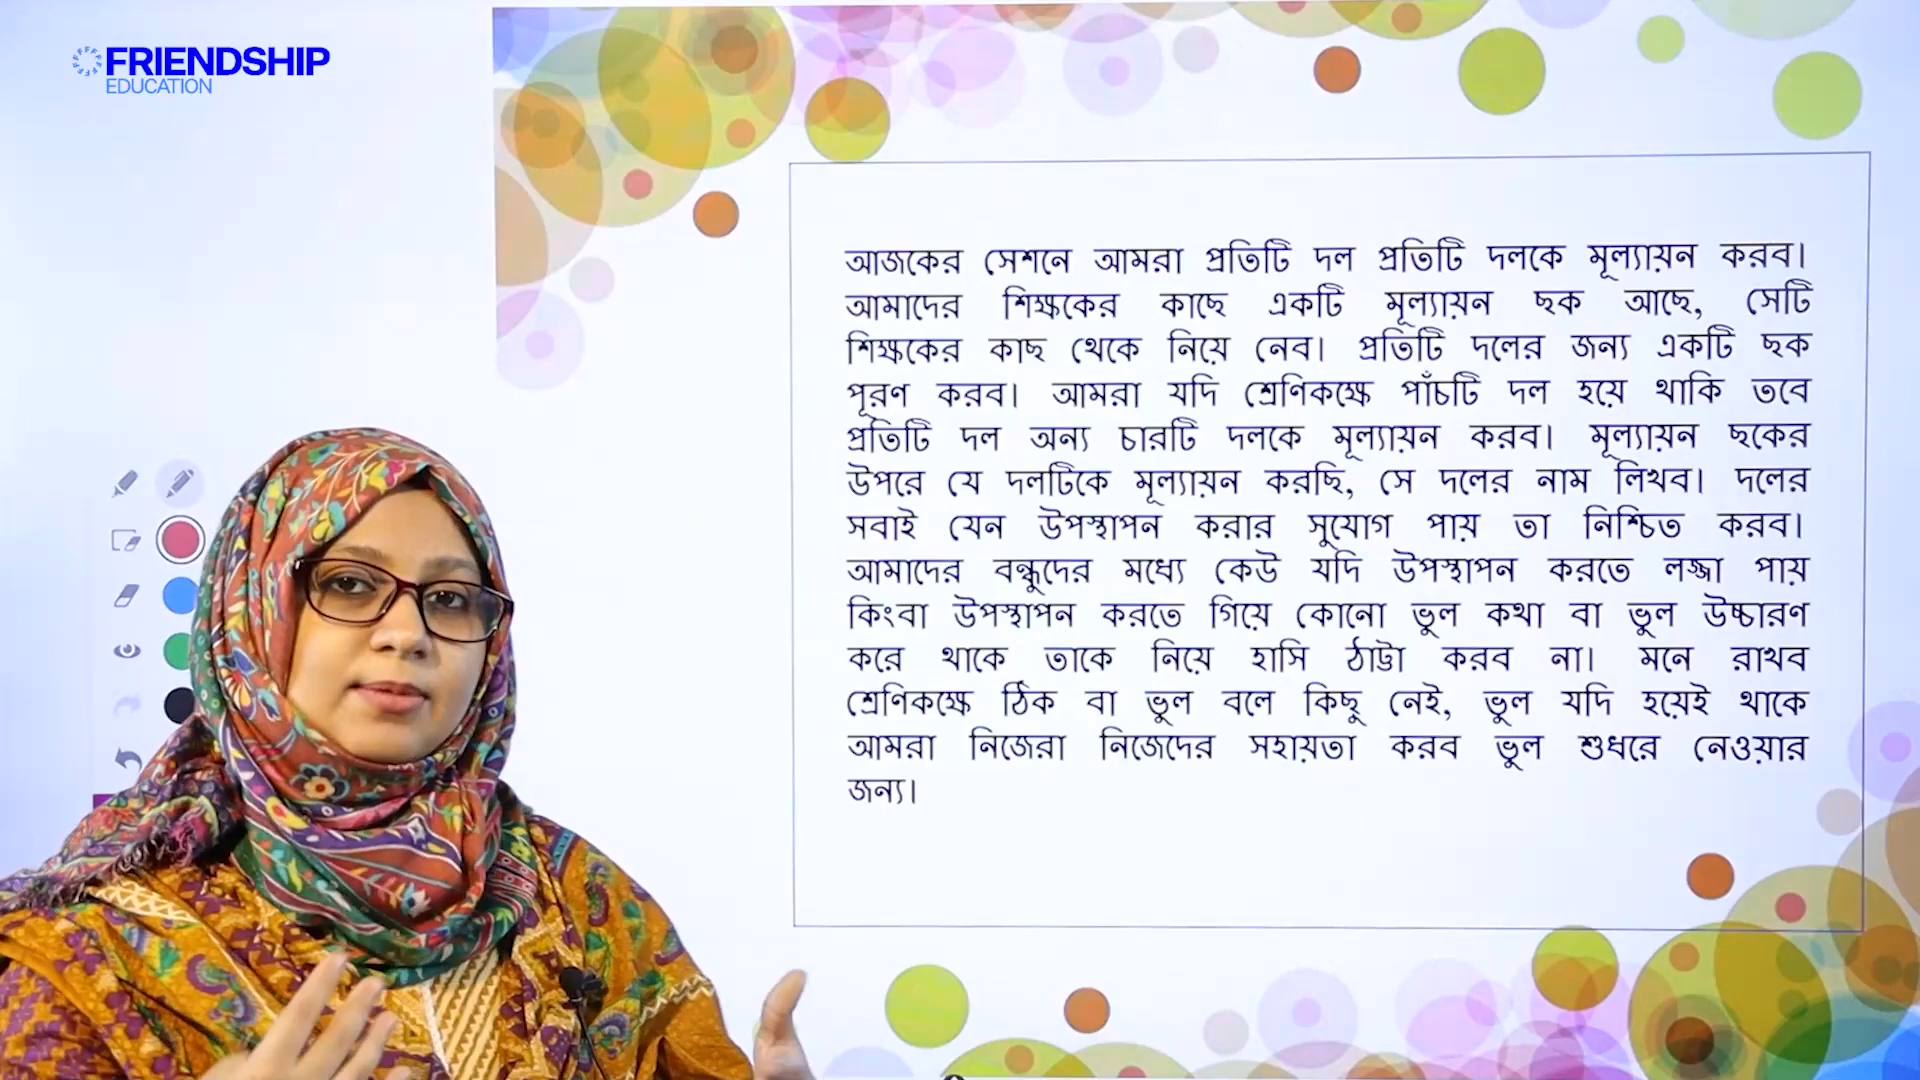 FRIENDSHIP
EDUCATION
আজকের সেশনে আমরা প্রতিটি দল প্রতিটি দলকে মূল্যায়ন করব।
আমাদের শিক্ষকের কাছে একটি মূল্যায়ন ছক আছে, সেটি
শিক্ষকের কাছ থেকে নিয়ে নেব। প্রতিটি দলের জন্য একটি ছক
পূরণ করব। আমরা যদি শ্রেণিকক্ষে পাঁচটি দল হয়ে থাকি তবে
প্রতিটি দল অন্য চারটি দলকে মূল্যায়ন করব। মূল্যায়ন ছকের
উপরে যে দলটিকে মূল্যায়ন করছি, সে দলের নাম লিখব। দলের
সবাই যেন উপস্থাপন করার সুযোগ পায় তা নিশ্চিত করব।
আমাদের বন্ধুদের মধ্যে কেউ যদি উপস্থাপন করতে লজ্জা পায়
কিংবা উপস্থাপন করতে গিয়ে কোনো ভুল কথা বা ভুল উচ্চারণ
করে থাকে তাকে নিয়ে হাসি ঠাট্টা করব না। মনে রাখব
শ্রেণিকক্ষে ঠিক বা ভুল বলে কিছু নেই, ভুল যদি হয়েই থাকে
আমরা নিজেরা নিজেদের সহায়তা করব ভুল শুধরে নেওয়ার
জন্য।